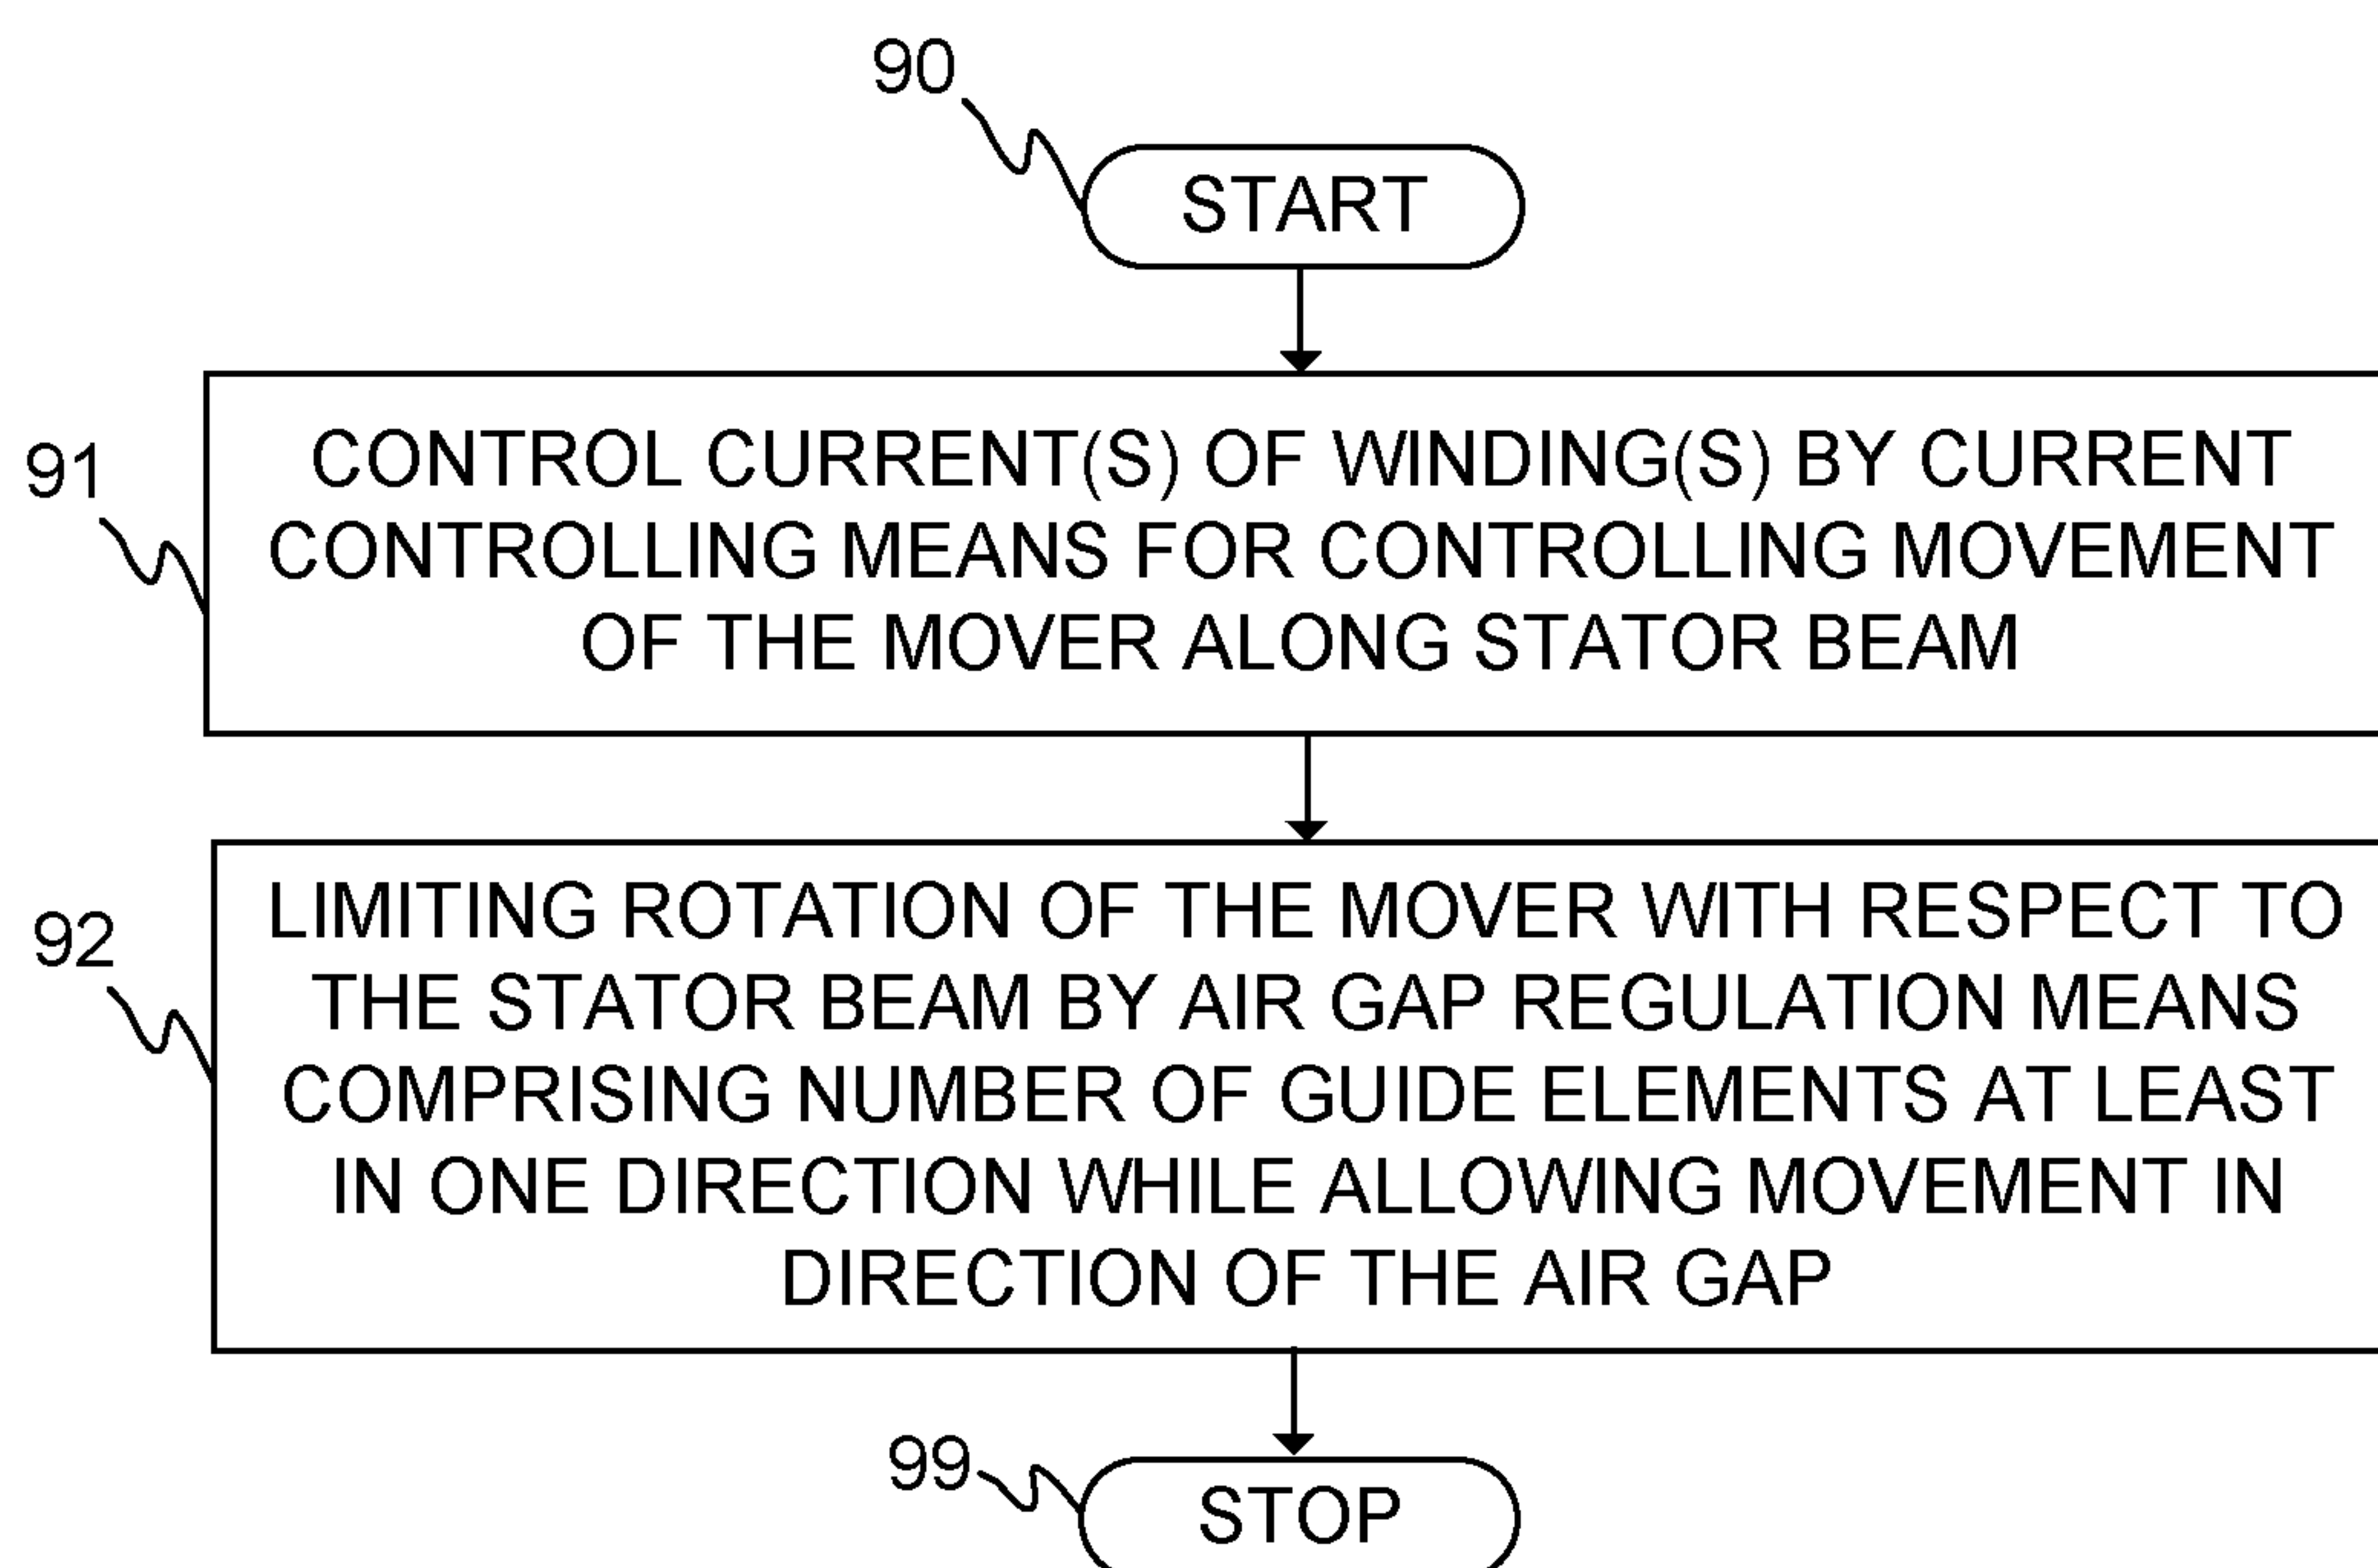 90
START
91
CONTROL CURRENT(S) OF WINDING(S) BY CURRENT
CONTROLLING MEANS FOR CONTROLLING MOVEMENT
OF THE MOVER ALONG STATOR BEAM
92
LIMITING ROTATION OF THE MOVER WITH RESPECT TO
THE STATOR BEAM BY AIR GAP REGULATION MEANS
COMPRISING NUMBER OF GUIDE ELEMENTS AT LEAST
IN ONE DIRECTION WHILE ALLOWING MOVEMENT IN
DIRECTION OF THE AIR GAP
99
STOP